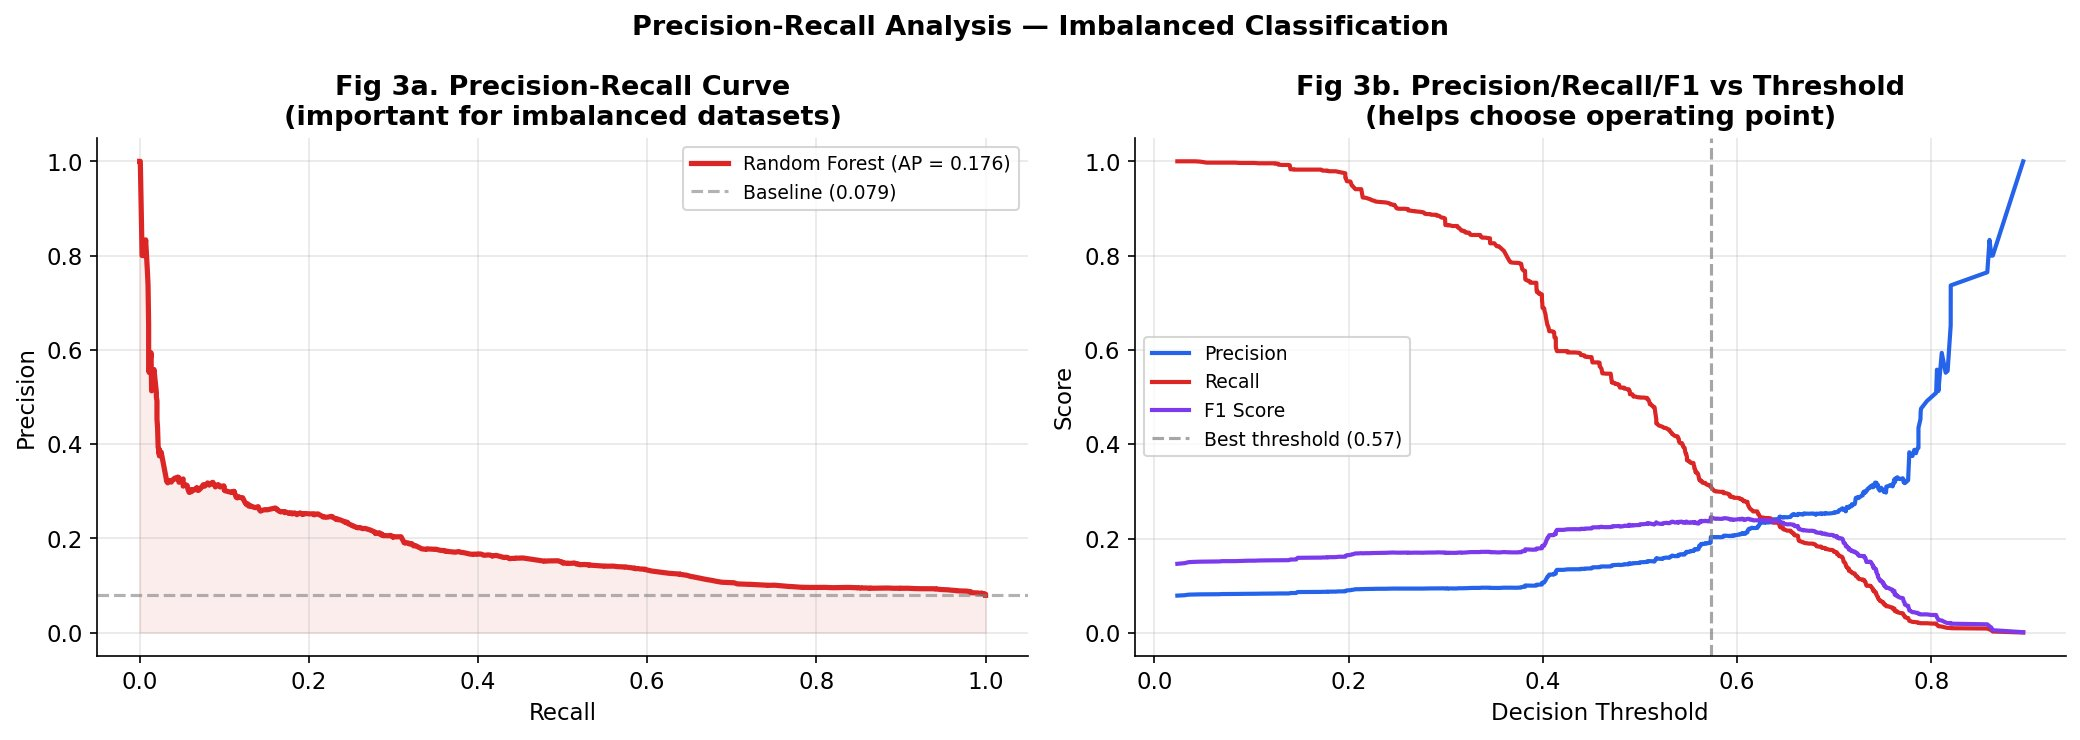 Precision-Recall Analysis — Imbalanced Classification
Fig 3a. Precision-Recall Curve
(important for imbalanced datasets)
Random Forest (AP = 0.176)
Baseline (0.079)
1.0
0.8
0.6
0.4
0.2
0.0
Precision
0.0 0.2 0.4 0.6 0.8 1.0
Recall
Fig 3b. Precision/Recall/F1 vs Threshold
(helps choose operating point)
1.0
0.8
0.6
0.4
0.2
0.0
Score
Precision
Recall
F1 Score
Best threshold (0.57)
0.0 0.2 0.4 0.6 0.8
Decision Threshold